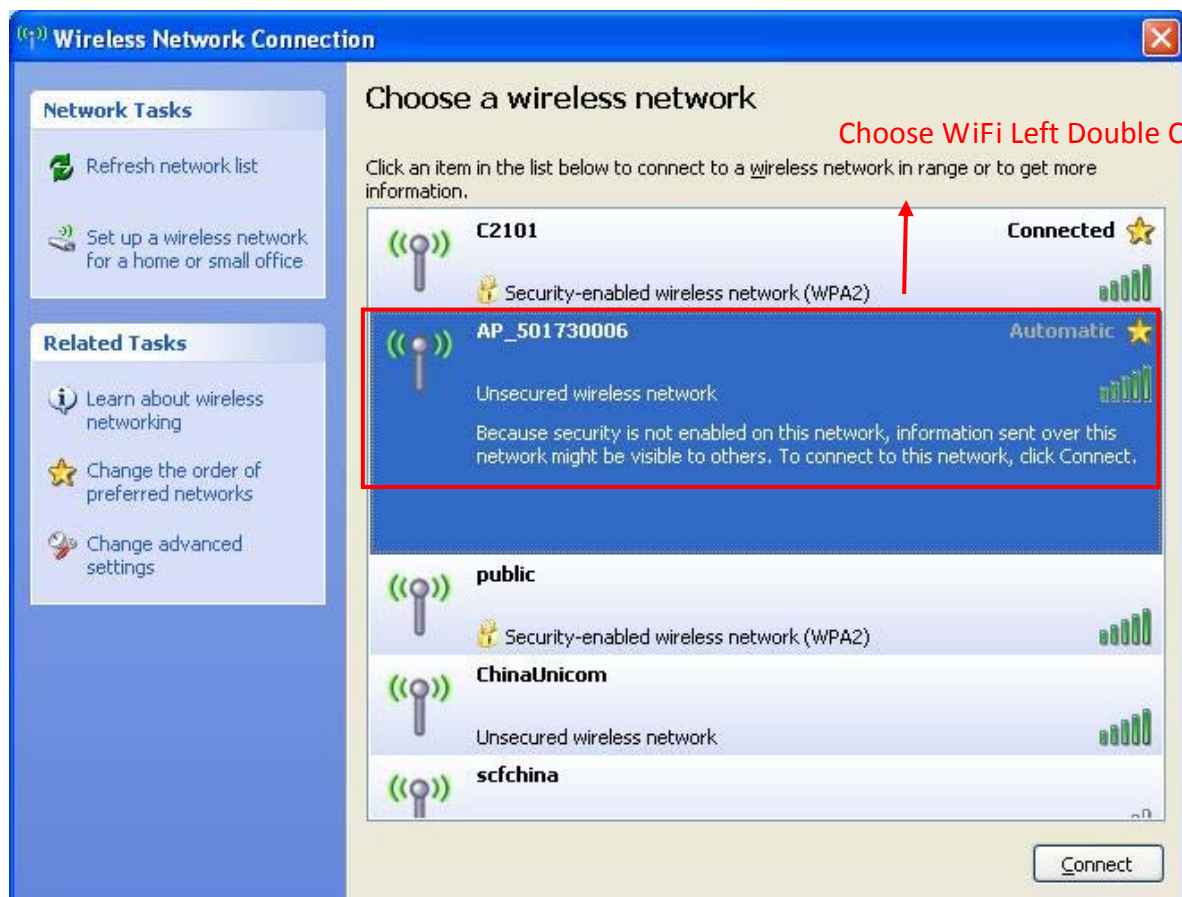 Wireless Network Connection
Network Tasks
Refresh network list
Set up a wireless network
for a home or small office
Related Tasks
Learn about wireless
networking
Change the order of
preferred networks
Change advanced
settings
Choose a wireless network
Choose WiFi Left Double
Click an item in the list below to connect to a wireless network in range or to get more
information.
C2101 Connected
Security-enabled wireless network (WPA2)
AP_501730006 Automatic
Unsecured wireless network
Because security is not enabled on this network, information sent over this
network might be visible to others. To connect to this network, click Connect.
public
Security-enabled wireless network (WPA2)
ChinaUnicom
Unsecured wireless network
scfchina
Connect